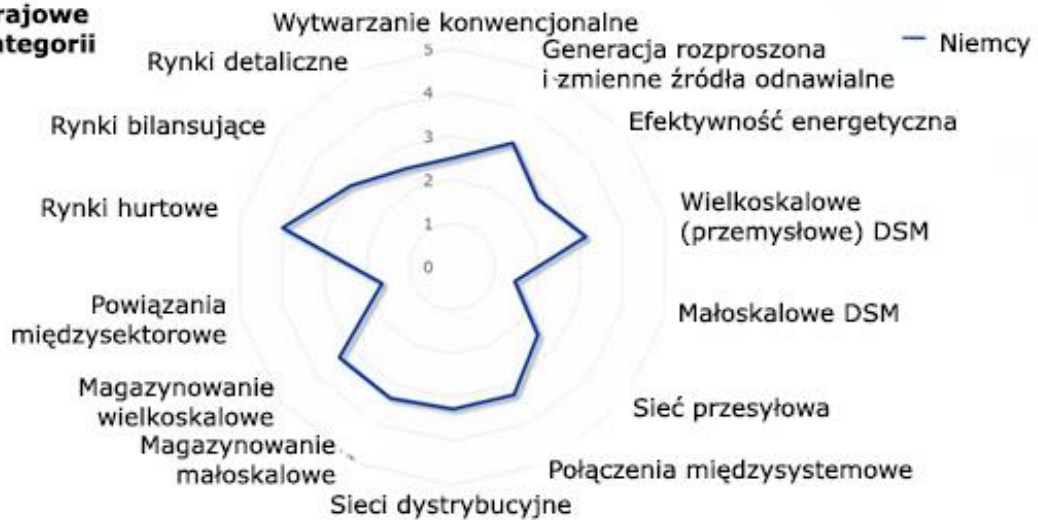 rajowe
ategorii
Wytwarzanie konwencjonalne
Niemcy
Generacja rozproszona
i zmienne źródła odnawialne
Efektywność energetyczna
Wielkoskalowe
(przemysłowe) DSM
Małoskalowe DSM
Sieć przesyłowa
Połączenia międzysystemowe
Sieci dystrybucyjne
Magazynowanie
małoskalowe
Magazynowanie
wielkoskalowe
Powiązania
międzysektorowe
Rynki hurtowe
Rynki bilansujące
Rynki detaliczne
5
4
3
2
1
0